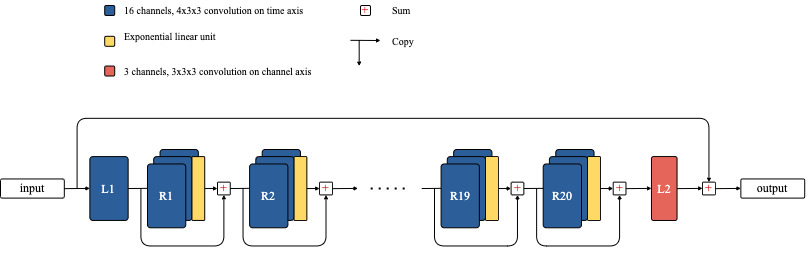 16 channels, 4x3x3 convolution on time axis
Sum
Exponential linear unit
Copy
3 channels, 3x3x3 convolution on channel axis
input
L1
R1
+
R2
+
.....
R19
+
R20
+
L2
+
output